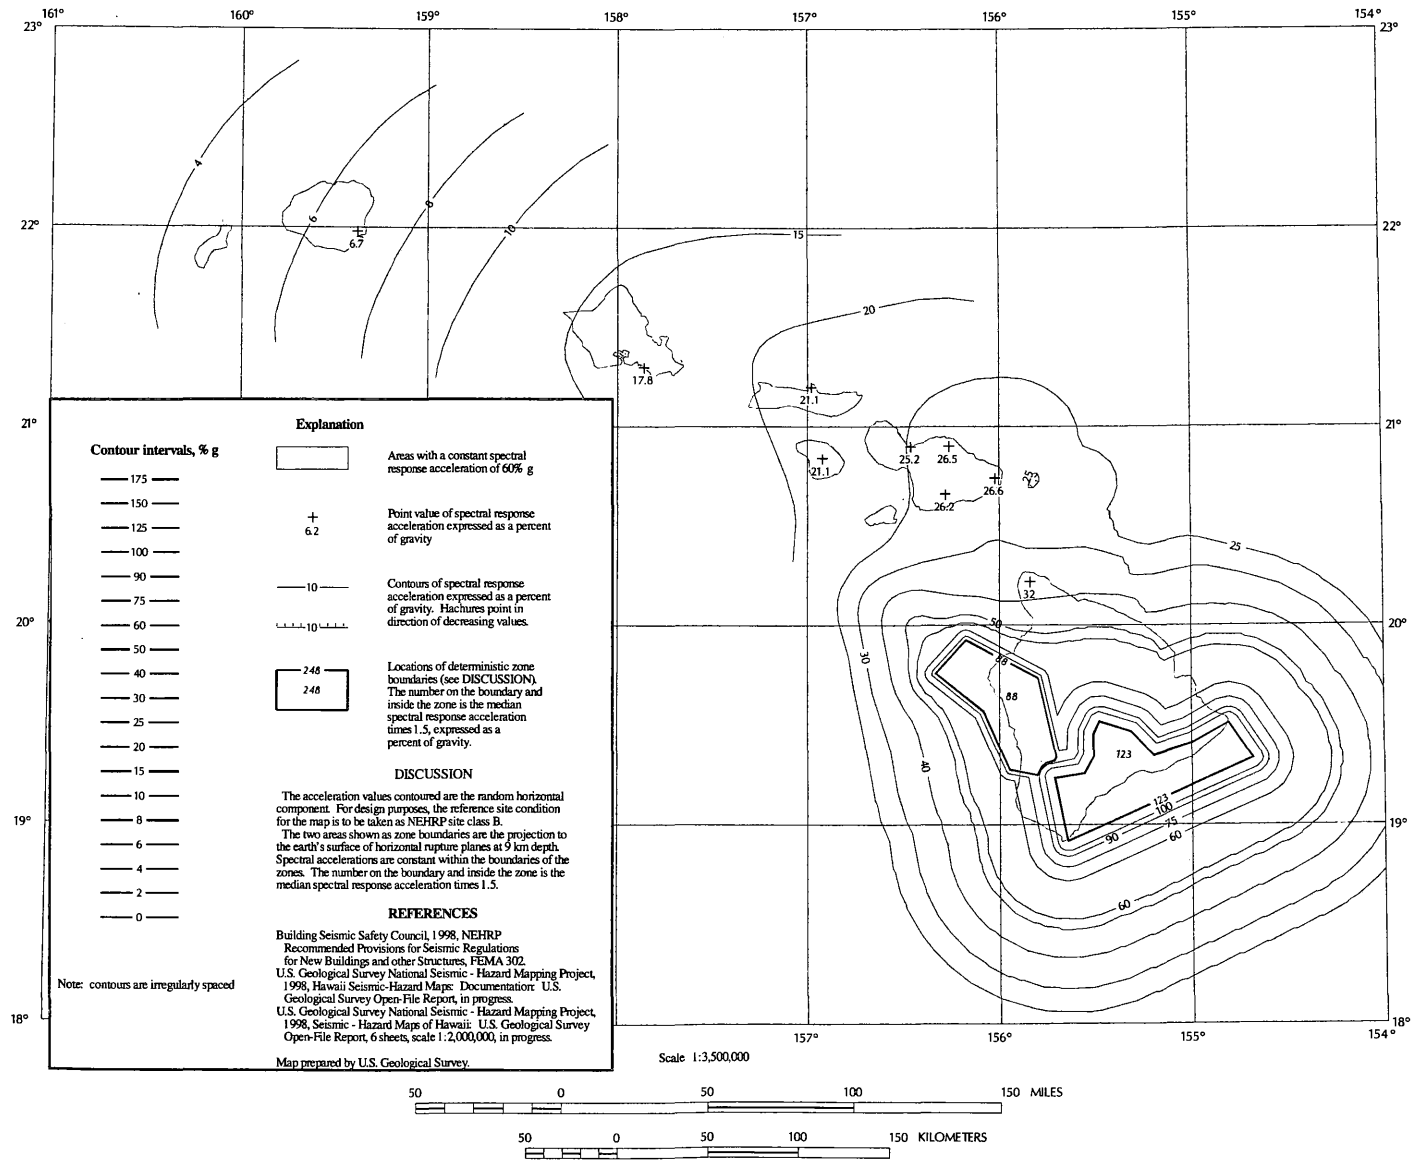 161° 160° 159° 158° 157° 156° 155° 154°
23° 23°
4
6
8
22° 22°
10
6.7
15
20
17.8
21.1
21° 21°
25.2 26.5
21.1
26.6
26.2
25
25
32
20° 20°
50
30
88
88
123
40
123
100
75
19° 19°
90 60
60
18° 18°
157° 156° 155° 154°
Explanation
Contour intervals, % g
175
150
125
100
90
75
60
50
40
30
25
20
15
10
8
6
4
2
0
Note: contours are irregularly spaced
Areas with a constant spectral
response acceleration of 60% g
6.2
Point value of spectral response
acceleration expressed as a percent
of gravity
10
Contours of spectral response
acceleration expressed as a percent
of gravity. Hachures point in
direction of decreasing values.
10
248
248
Locations of deterministic zone
boundaries (see DISCUSSION).
The number on the boundary and
inside the zone is the median
spectral response acceleration
times 1.5, expressed as a
percent of gravity.
DISCUSSION
The acceleration values contoured are the random horizontal
component. For design purposes, the reference site condition
for the map is to be taken as NEHRP site class B.
The two areas shown as zone boundaries are the projection to
the earth's surface of horizontal rupture planes at 9 km depth.
Spectral accelerations are constant within the boundaries of the
zones. The number on the boundary and inside the zone is the
median spectral response acceleration times 1.5.
REFERENCES
Building Seismic Safety Council, 1998, NEHRP
Recommended Provisions for Seismic Regulations
for New Buildings and other Structures, FEMA 302.
U.S. Geological Survey National Seismic - Hazard Mapping Project,
1998, Hawaii Seismic-Hazard Maps: Documentation: U.S.
Geological Survey Open-File Report, in progress.
U.S. Geological Survey National Seismic - Hazard Mapping Project,
1998, Seismic - Hazard Maps of Hawaii: U.S. Geological Survey
Open-File Report, 6 sheets, scale 1:2,000,000, in progress.
Map prepared by U.S. Geological Survey.
Scale 1:3,500,000
50 0 50 100 150 MILES
50 0 50 100 150 KILOMETERS